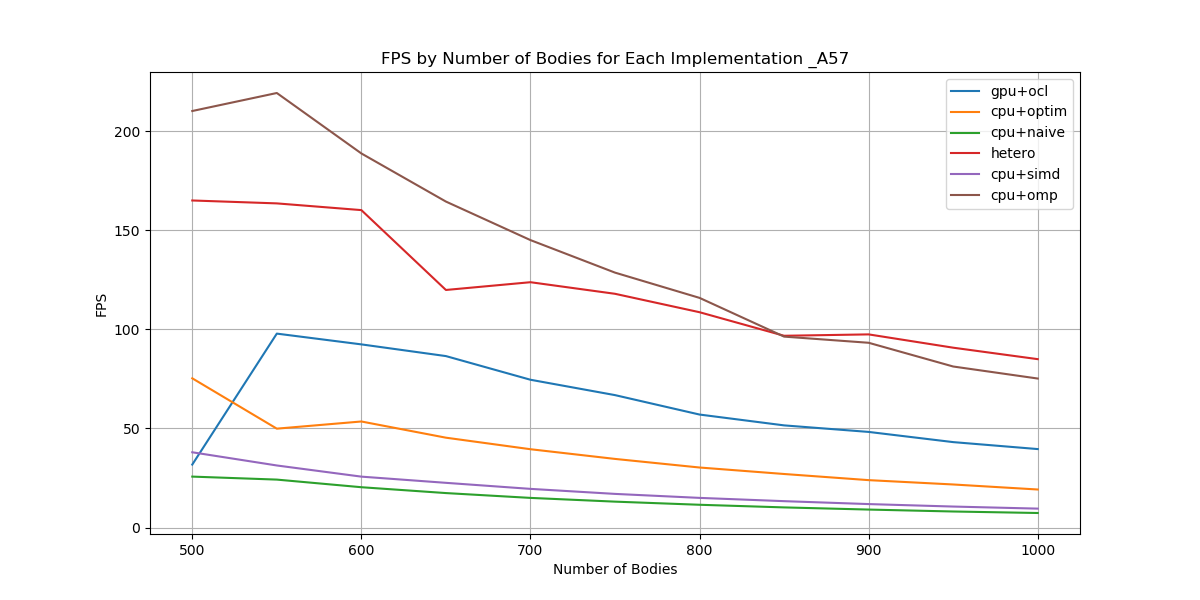 FPS by Number of Bodies for Each Implementation _A57
gpu+ocl
cpu+optim
cpu+naive
hetero
cpu+simd
cpu+omp
200
150
100
50
0
FPS
500 600 700 800 900 1000
Number of Bodies